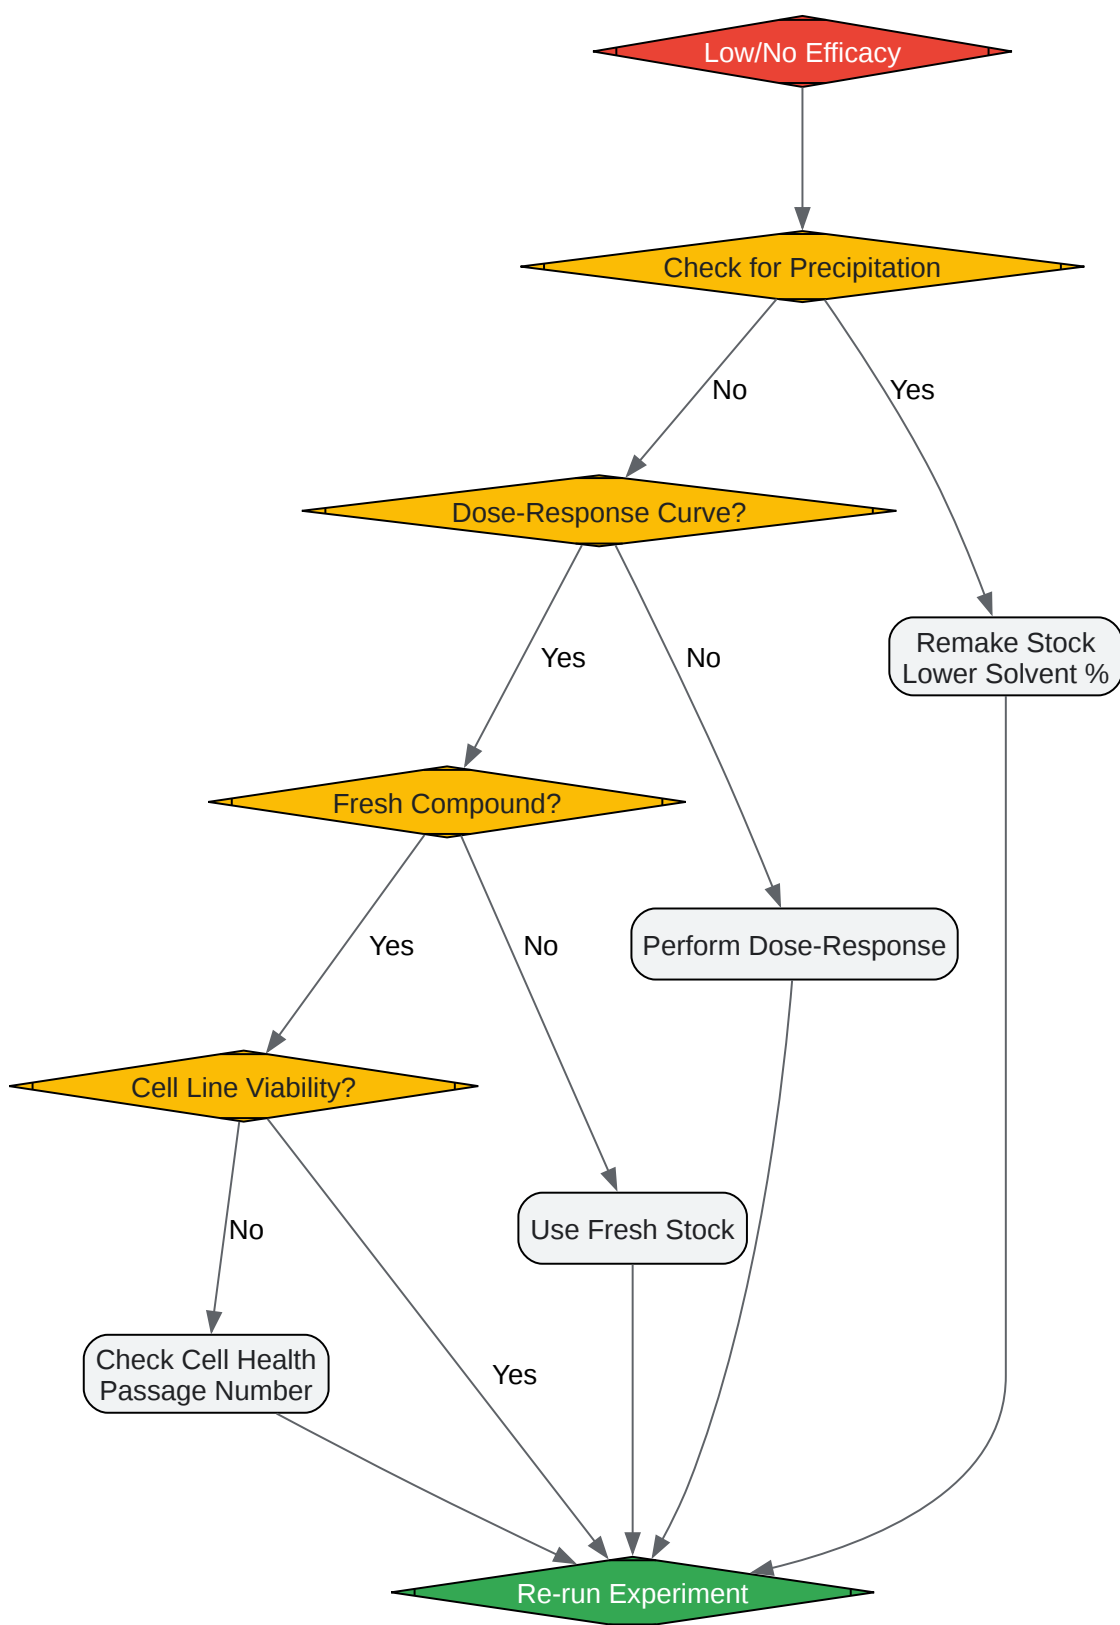 Low/No Efficacy
Check for Precipitation
No
Yes
Dose-Response Curve?
Yes
No
Remake Stock
Lower Solvent %
Fresh Compound?
Yes
No
Perform Dose-Response
Cell Line Viability?
No
Use Fresh Stock
Check Cell Health
Passage Number
Yes
Re-run Experiment